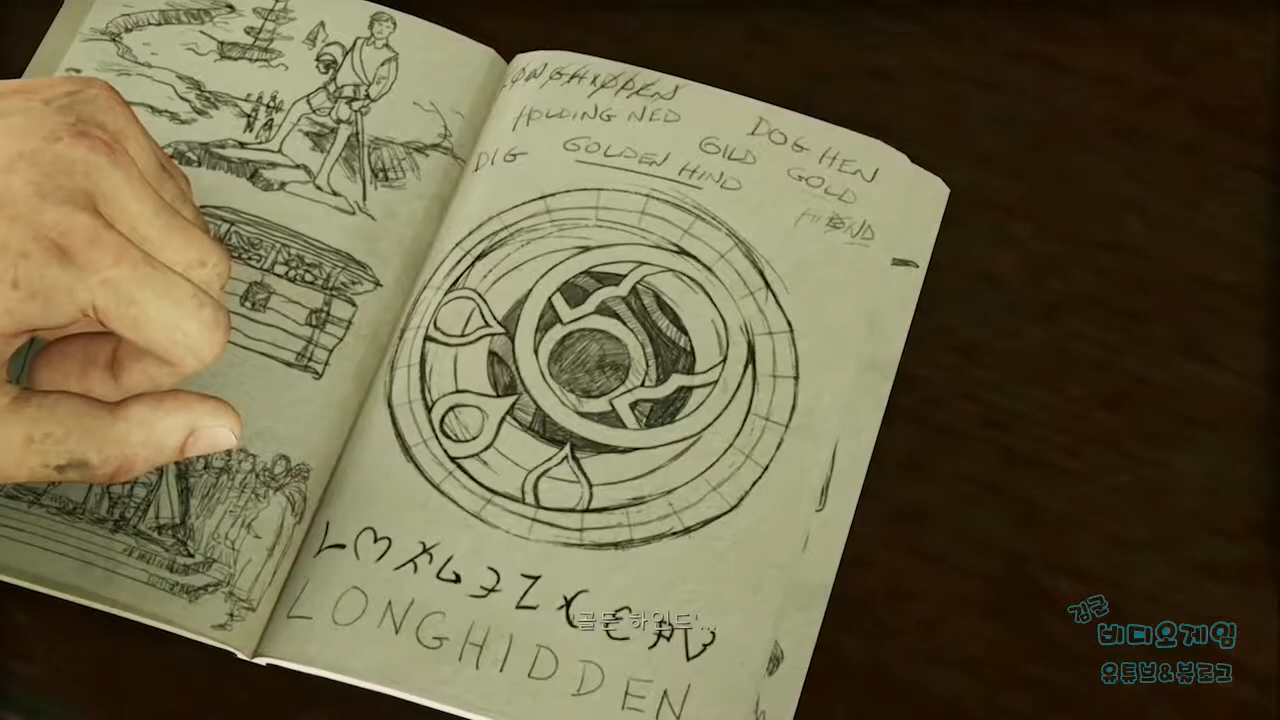 LONGHIDDEN
HOLDING NED
DOG HEN
DIG
GOLDEN HIND
GILD
GOLD
HIND
LONGHIDDEN
'골든 하인드'...
김군
비디오게임
유튜브&블로그